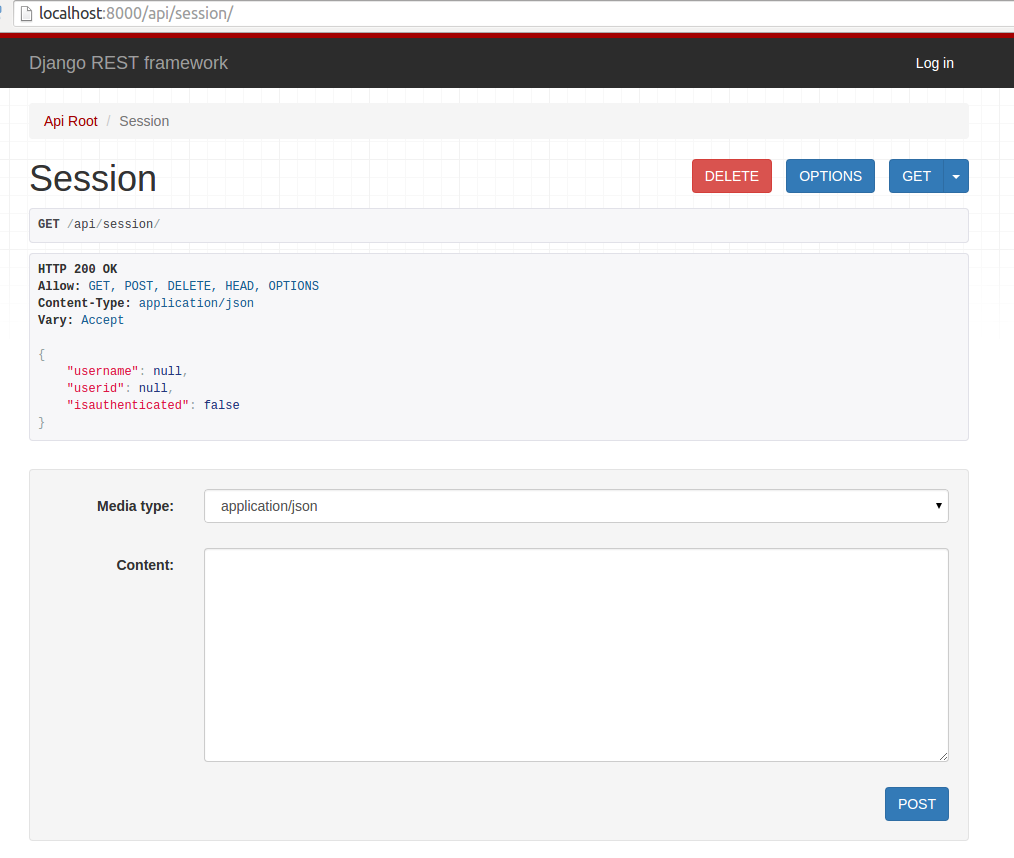 localhost:8000/api/session/
Django REST framework Log in
Api Root / Session
Session DELETE OPTIONS GET
GET /api/session/
HTTP 200 OK
Allow: GET, POST, DELETE, HEAD, OPTIONS
Content-Type: application/json
Vary: Accept
{
    "username": null,
    "userid": null,
    "isauthenticated": false
}
Media type: application/json
Content:
POST